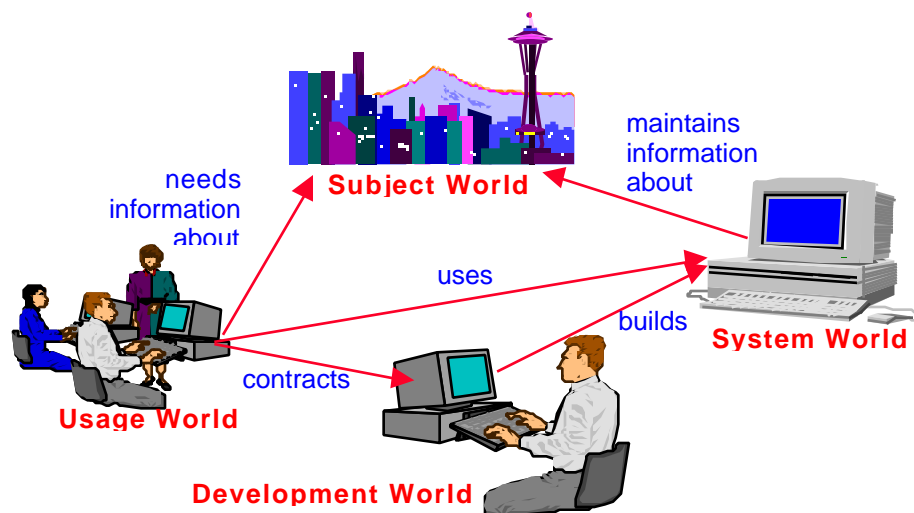 maintains
information
about
Subject World
needs
information
about
uses
builds
System World
contracts
Usage World
Development World